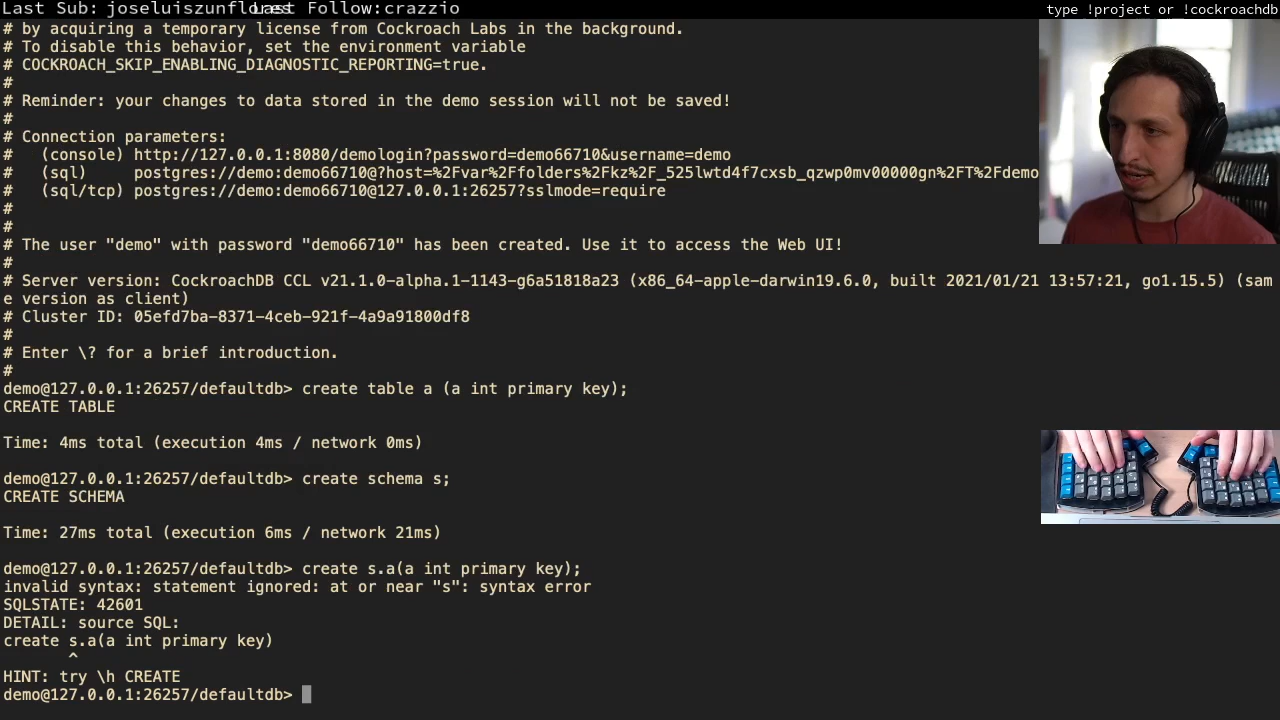 Last Sub: joseluiszunflores Last Follow:crazzio
type !project or !cockroachdb
# by acquiring a temporary license from Cockroach Labs in the background.
# To disable this behavior, set the environment variable
# COCKROACH_SKIP_ENABLING_DIAGNOSTIC_REPORTING=true.
#
# Reminder: your changes to data stored in the demo session will not be saved!
#
# Connection parameters:
#   (console) http://127.0.0.1:8080/demologin?password=demo66710&username=demo
#   (sql)     postgres://demo:demo66710@?host=%2Fvar%2Ffolders%2Fkz%2F_525lwtd4f7cxsb_qzwp0mv00000gn%2FT%2Fdemo
#   (sql/tcp) postgres://demo:demo66710@127.0.0.1:26257?sslmode=require
#
#
# The user "demo" with password "demo66710" has been created. Use it to access the Web UI!
#
# Server version: CockroachDB CCL v21.1.0-alpha.1-1143-g6a51818a23 (x86_64-apple-darwin19.6.0, built 2021/01/21 13:57:21, go1.15.5) (sam
e version as client)
# Cluster ID: 05efd7ba-8371-4ceb-921f-4a9a91800df8
#
# Enter \? for a brief introduction.
#
demo@127.0.0.1:26257/defaultdb> create table a (a int primary key);
CREATE TABLE
Time: 4ms total (execution 4ms / network 0ms)
demo@127.0.0.1:26257/defaultdb> create schema s;
CREATE SCHEMA
Time: 27ms total (execution 6ms / network 21ms)
demo@127.0.0.1:26257/defaultdb> create s.a(a int primary key);
invalid syntax: statement ignored: at or near "s": syntax error
SQLSTATE: 42601
DETAIL: source SQL:
create s.a(a int primary key)
^
HINT: try \h CREATE
demo@127.0.0.1:26257/defaultdb>